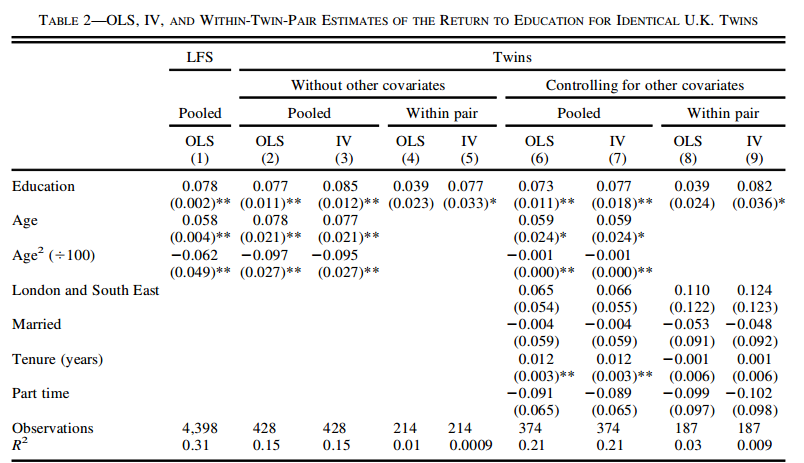 TABLE 2—OLS, IV, AND WITHIN-TWIN-PAIR ESTIMATES OF THE RETURN TO EDUCATION FOR IDENTICAL U.K. TWINS
LFS Twins
Without other covariates Controlling for other covariates
Pooled Pooled Within pair Pooled Within pair
OLS OLS IV OLS IV OLS IV OLS IV
(1) (2) (3) (4) (5) (6) (7) (8) (9)
Education 0.078 0.077 0.085 0.039 0.077 0.073 0.077 0.039 0.082
(0.002)** (0.011)** (0.012)** (0.023) (0.033)* (0.011)** (0.018)** (0.024) (0.036)*
Age 0.058 0.078 0.077 0.059 0.059
(0.004)** (0.021)** (0.021)** (0.024)* (0.024)*
Age² (÷100) −0.062 −0.097 −0.095 −0.001 −0.001
(0.049)** (0.027)** (0.027)** (0.000)** (0.000)**
London and South East 0.065 0.066 0.110 0.124
(0.054) (0.055) (0.122) (0.123)
Married −0.004 −0.004 −0.053 −0.048
(0.059) (0.059) (0.091) (0.092)
Tenure (years) 0.012 0.012 −0.001 0.001
(0.003)** (0.003)** (0.006) (0.006)
Part time −0.091 −0.089 −0.099 −0.102
(0.065) (0.065) (0.097) (0.098)
Observations 4,398 428 428 214 214 374 374 187 187
R² 0.31 0.15 0.15 0.01 0.0009 0.21 0.21 0.03 0.009